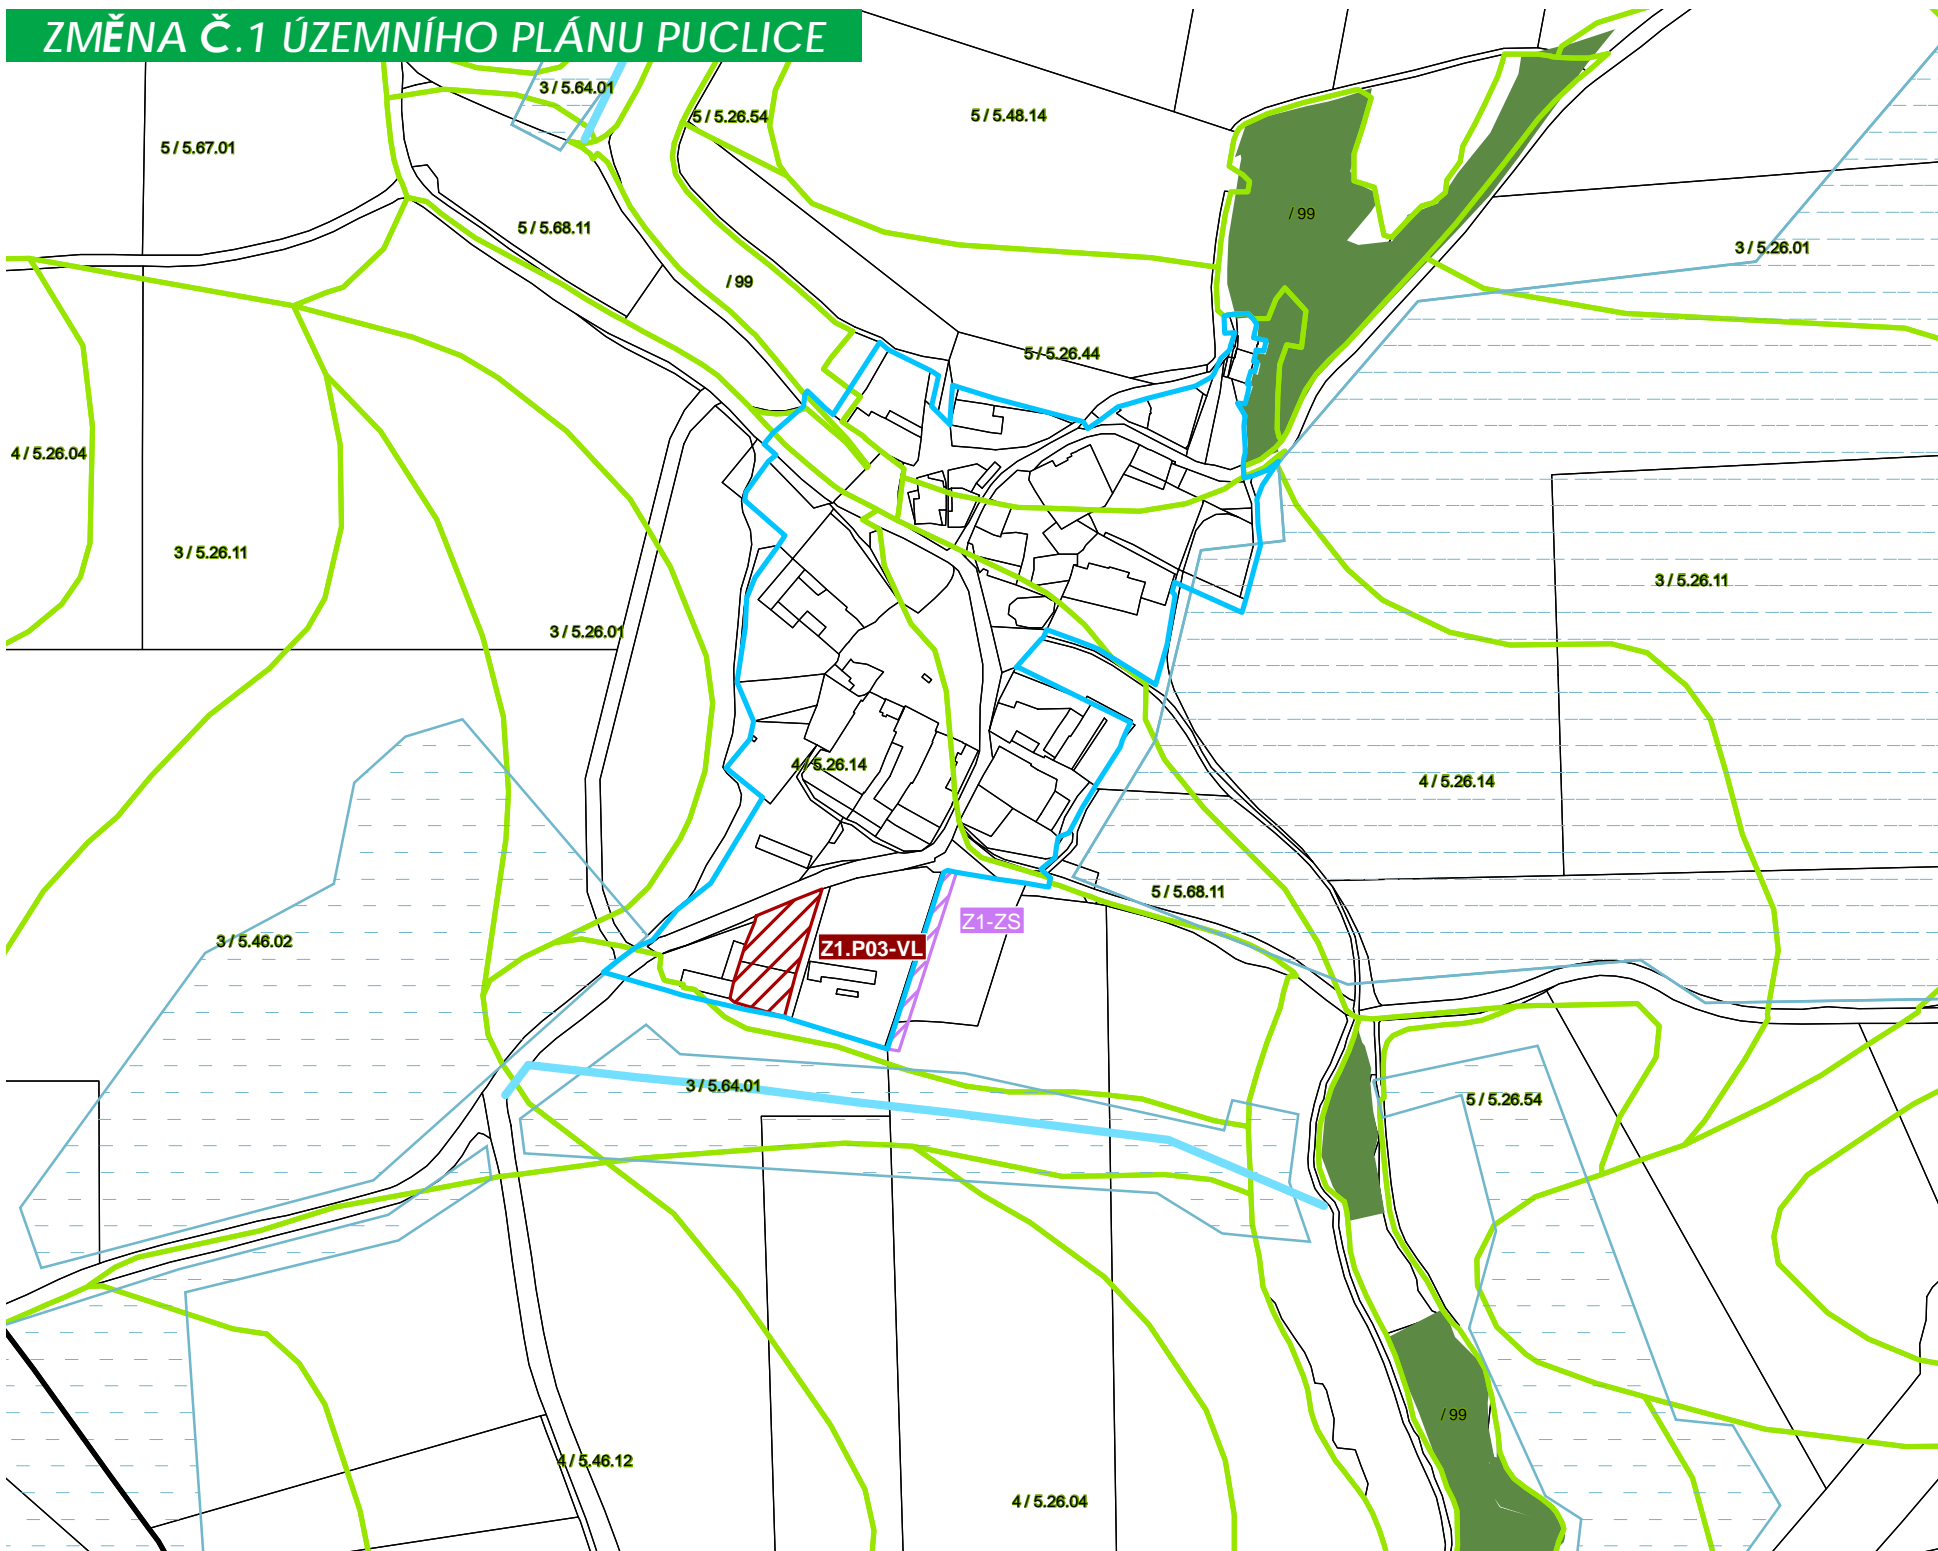 ZMĚNA Č.1 ÚZEMNÍHO PLÁNU PUCLICE
3 / 5.64.01
5 / 5.26.54
5 / 5.48.14
5 / 5.67.01
/ 99
5 / 5.68.11
3 / 5.26.01
/ 99
5 / 5.26.44
4 / 5.26.04
3 / 5.26.11
3 / 5.26.11
3 / 5.26.01
4 / 5.26.14
4 / 5.26.14
5 / 5.68.11
Z1-ZS
3 / 5.46.02
Z1.P03-VL
3 / 5.64.01
5 / 5.26.54
/ 99
4 / 5.46.12
4 / 5.26.04